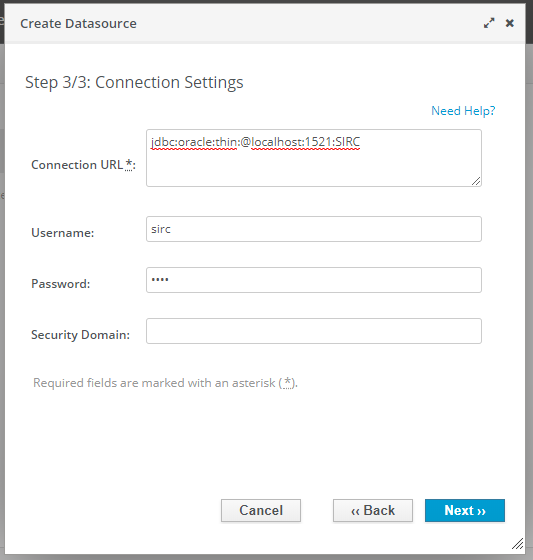 Create Datasource
Step 3/3: Connection Settings
Need Help?
Connection URL *:
jdbc:oracle:thin:@localhost:1521:SIRC
Username:
sirc
Password:
••••
Security Domain:
Required fields are marked with an asterisk (*).
Cancel
‹‹ Back
Next ››